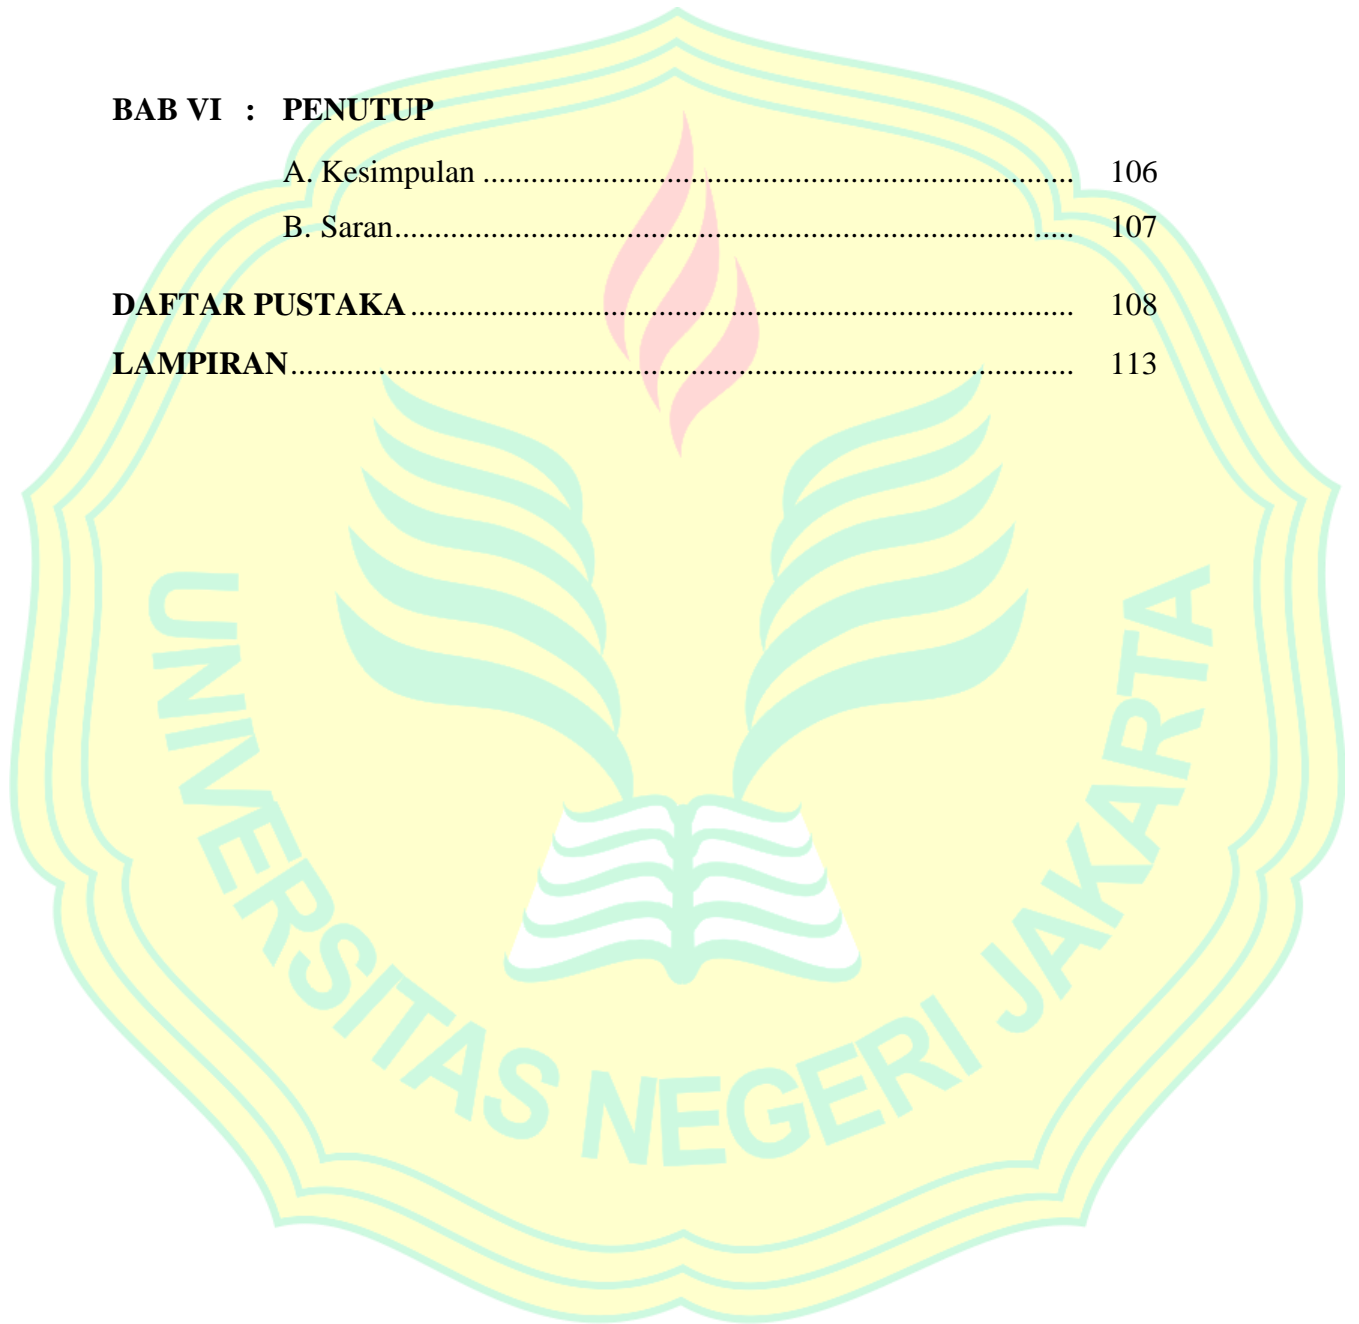 BAB VI : PENUTUP
A. Kesimpulan .......................................................................... 106
B. Saran..................................................................................... 107
DAFTAR PUSTAKA ................................................................................... 108
LAMPIRAN.................................................................................................. 113
UNIVERSITAS NEGERI JAKARTA